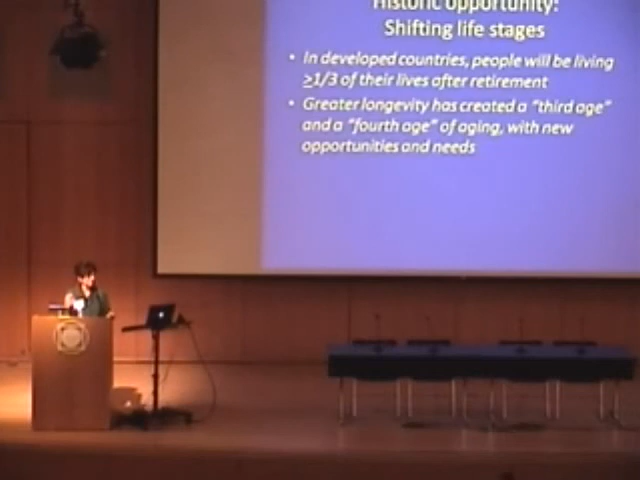 Historic opportunity:
Shifting life stages
• In developed countries, people will be living
≥1/3 of their lives after retirement
• Greater longevity has created a "third age"
and a "fourth age" of aging, with new
opportunities and needs